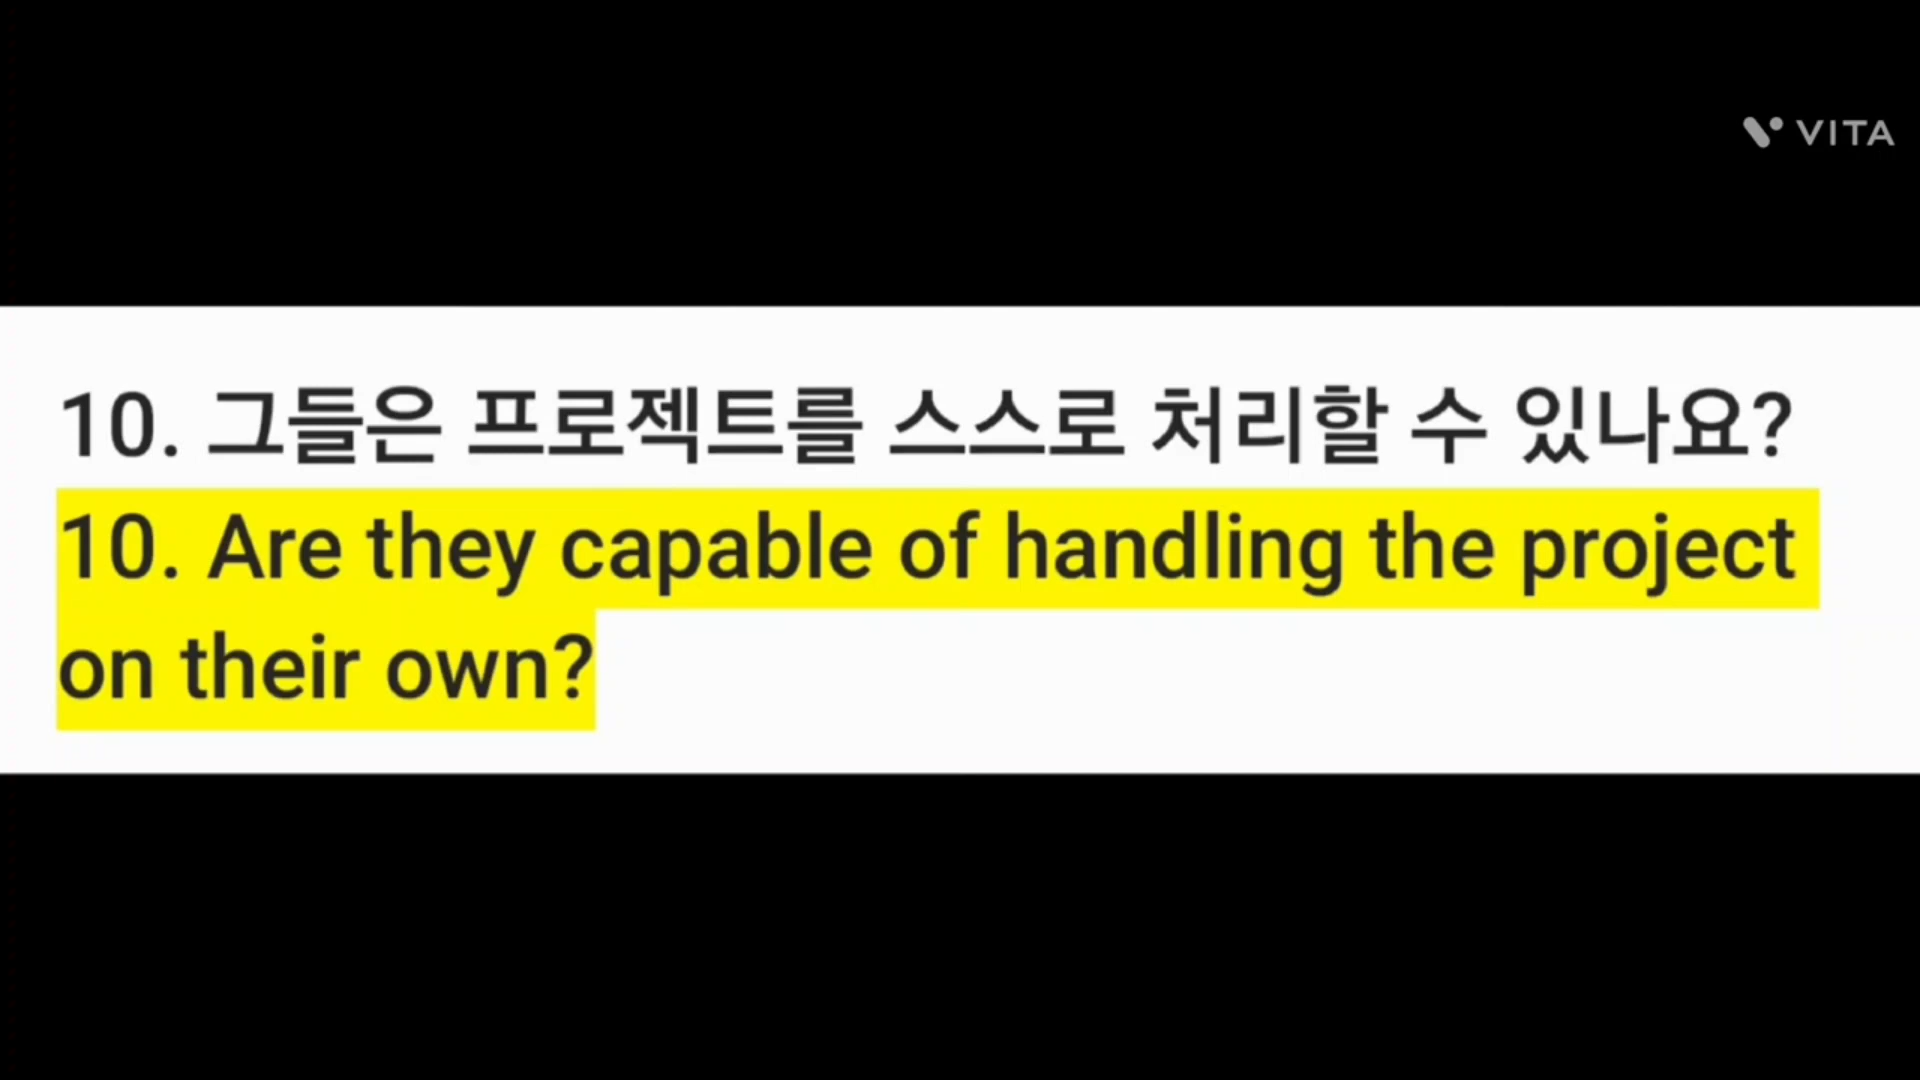 VITA
10. 그들은 프로젝트를 스스로 처리할 수 있나요?
10. Are they capable of handling the project
on their own?